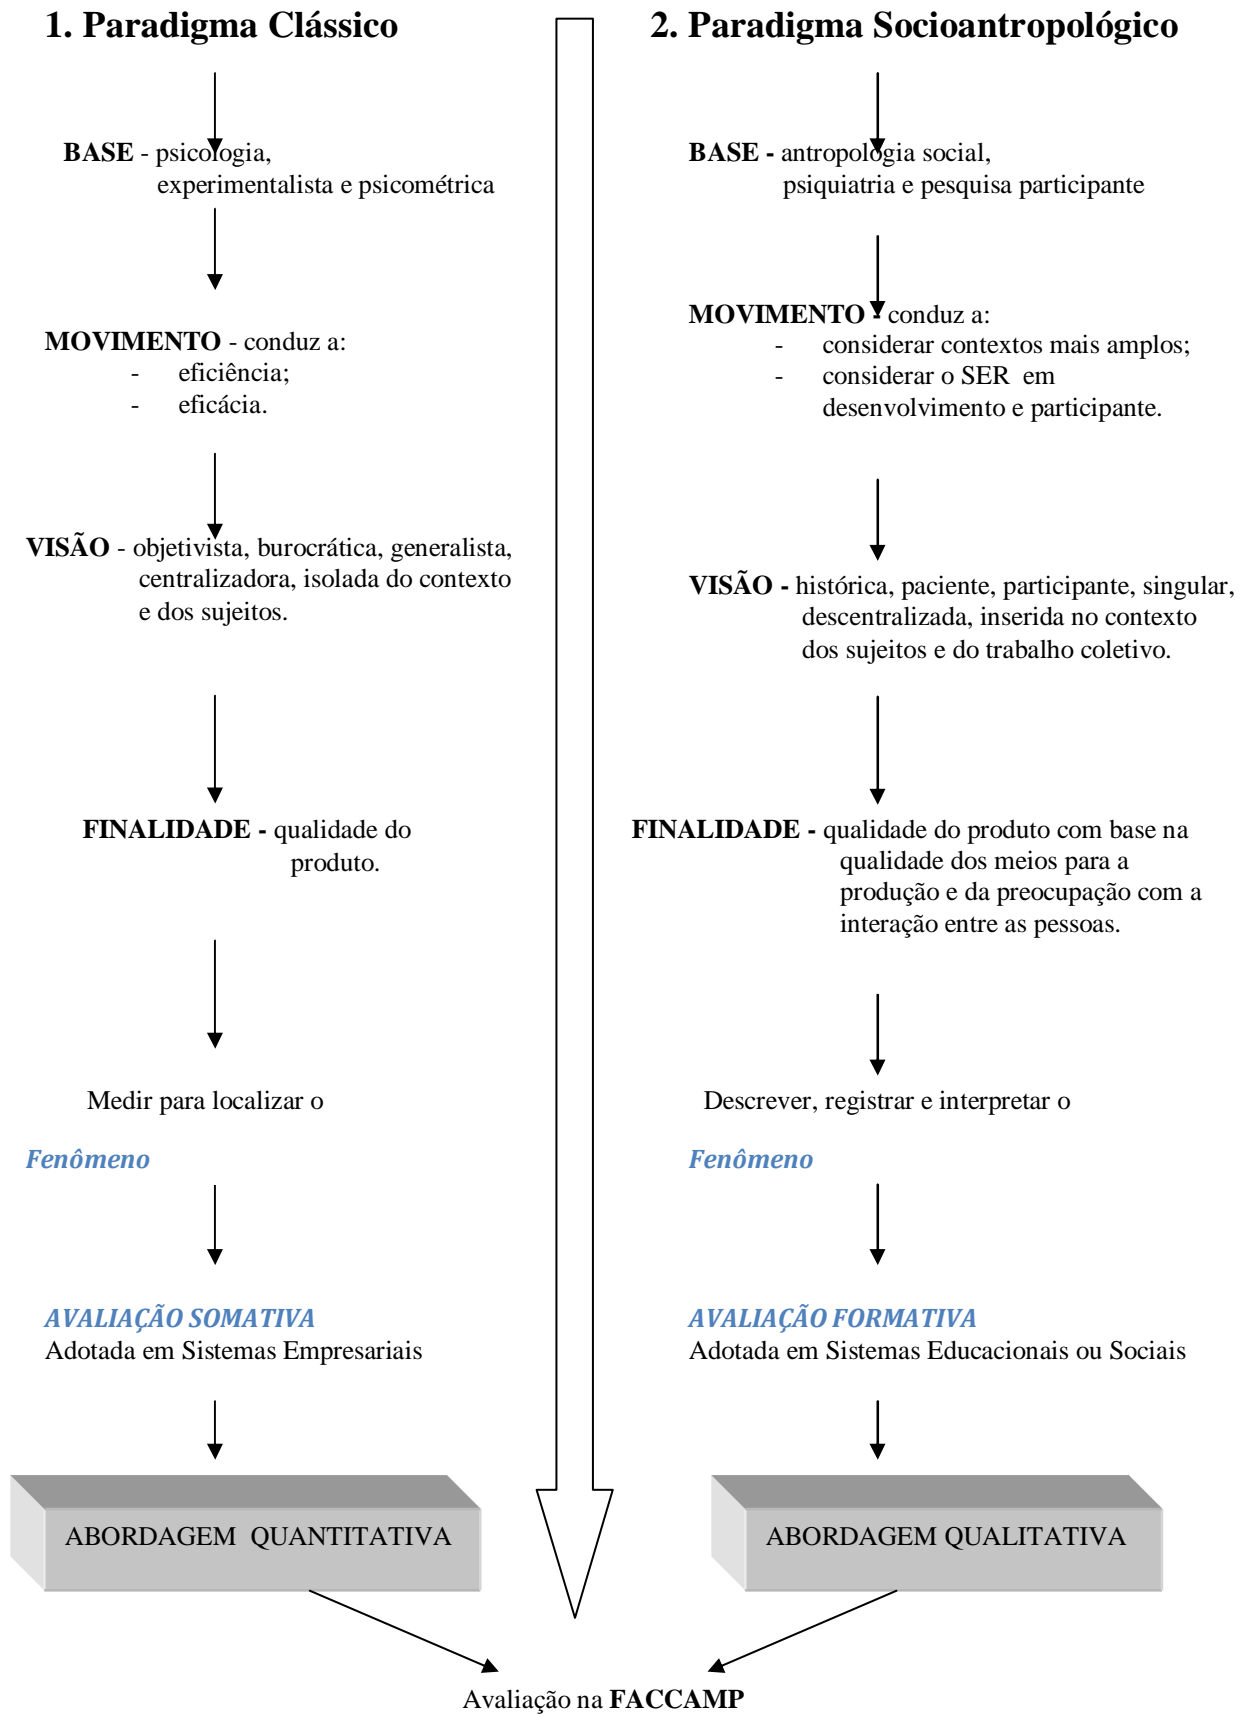 1. Paradigma Clássico
BASE - psicologia,
experimentalista e psicométrica
MOVIMENTO - conduz a:
- eficiência;
- eficácia.
VISÃO - objetivista, burocrática, generalista,
centralizadora, isolada do contexto
e dos sujeitos.
FINALIDADE - qualidade do
produto.
Medir para localizar o
Fenômeno
AVALIAÇÃO SOMATIVA
Adotada em Sistemas Empresariais
ABORDAGEM QUANTITATIVA
2. Paradigma Socioantropológico
BASE - antropologia social,
psiquiatria e pesquisa participante
MOVIMENTO - conduz a:
- considerar contextos mais amplos;
- considerar o SER em
desenvolvimento e participante.
VISÃO - histórica, paciente, participante, singular,
descentralizada, inserida no contexto
dos sujeitos e do trabalho coletivo.
FINALIDADE - qualidade do produto com base na
qualidade dos meios para a
produção e da preocupação com a
interação entre as pessoas.
Descrever, registrar e interpretar o
Fenômeno
AVALIAÇÃO FORMATIVA
Adotada em Sistemas Educacionais ou Sociais
ABORDAGEM QUALITATIVA
Avaliação na FACCAMP